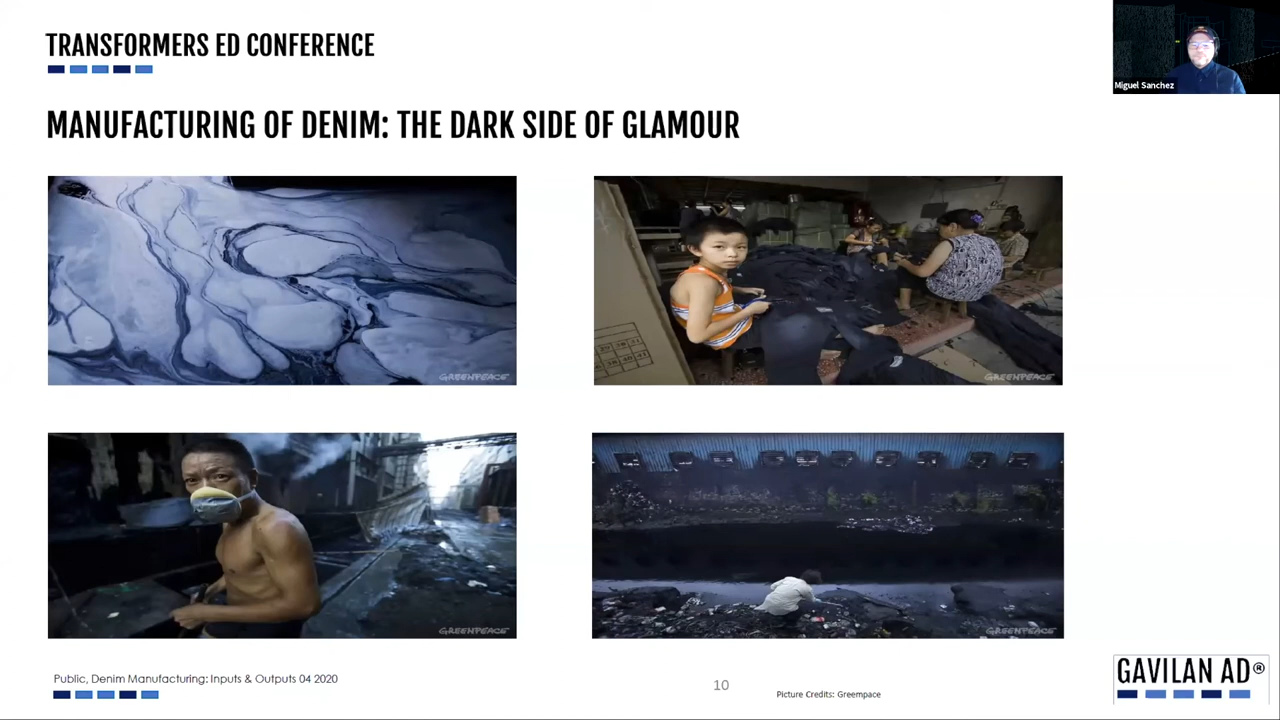 TRANSFORMERS ED CONFERENCE
Miguel Sanchez
MANUFACTURING OF DENIM: THE DARK SIDE OF GLAMOUR
GREENPEACE
GREENPEACE
GREENPEACE
GREENPEACE
Public, Denim Manufacturing: Inputs & Outputs 04 2020
10
Picture Credits: Greempace
GAVILAN AD®